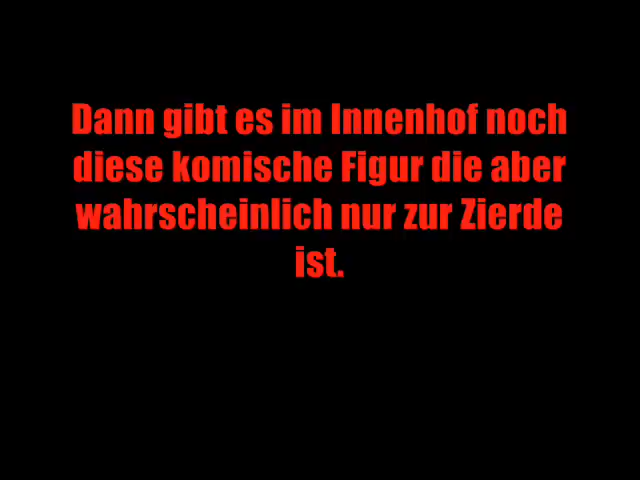 Dann gibt es im Innenhof noch
diese komische Figur die aber
wahrscheinlich nur zur Zierde
ist.